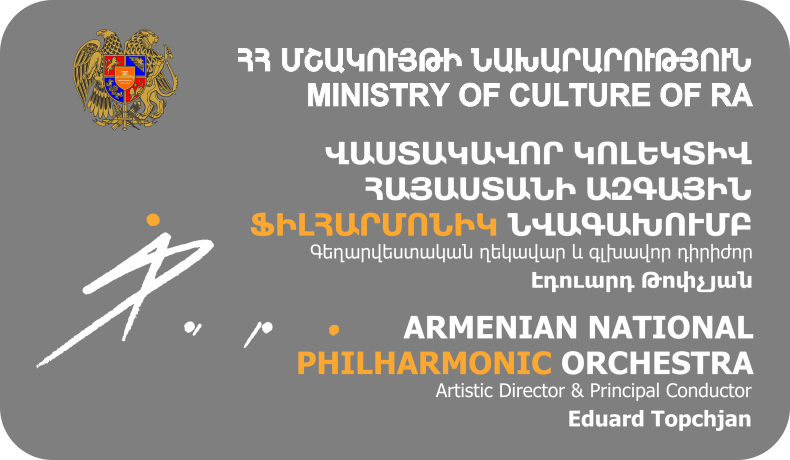 ՀՀ ՄՇԱԿՈՒՅԹԻ ՆԱԽԱՐԱՐՈՒԹՅՈՒՆ
MINISTRY OF CULTURE OF RA
ՎԱՍՏԱԿԱՎՈՐ ԿՈԼԵԿՏԻՎ
ՀԱՅԱՍՏԱՆԻ ԱԶԳԱՅԻՆ
ՖԻԼՀԱՐՄՈՆԻԿ ՆՎԱԳԱԽՈՒՄԲ
Գեղարվեստական ղեկավար և գլխավոր դիրիժոր
Էդուարդ Թոփչյան
ARMENIAN NATIONAL
PHILHARMONIC ORCHESTRA
Artistic Director & Principal Conductor
Eduard Topchjan